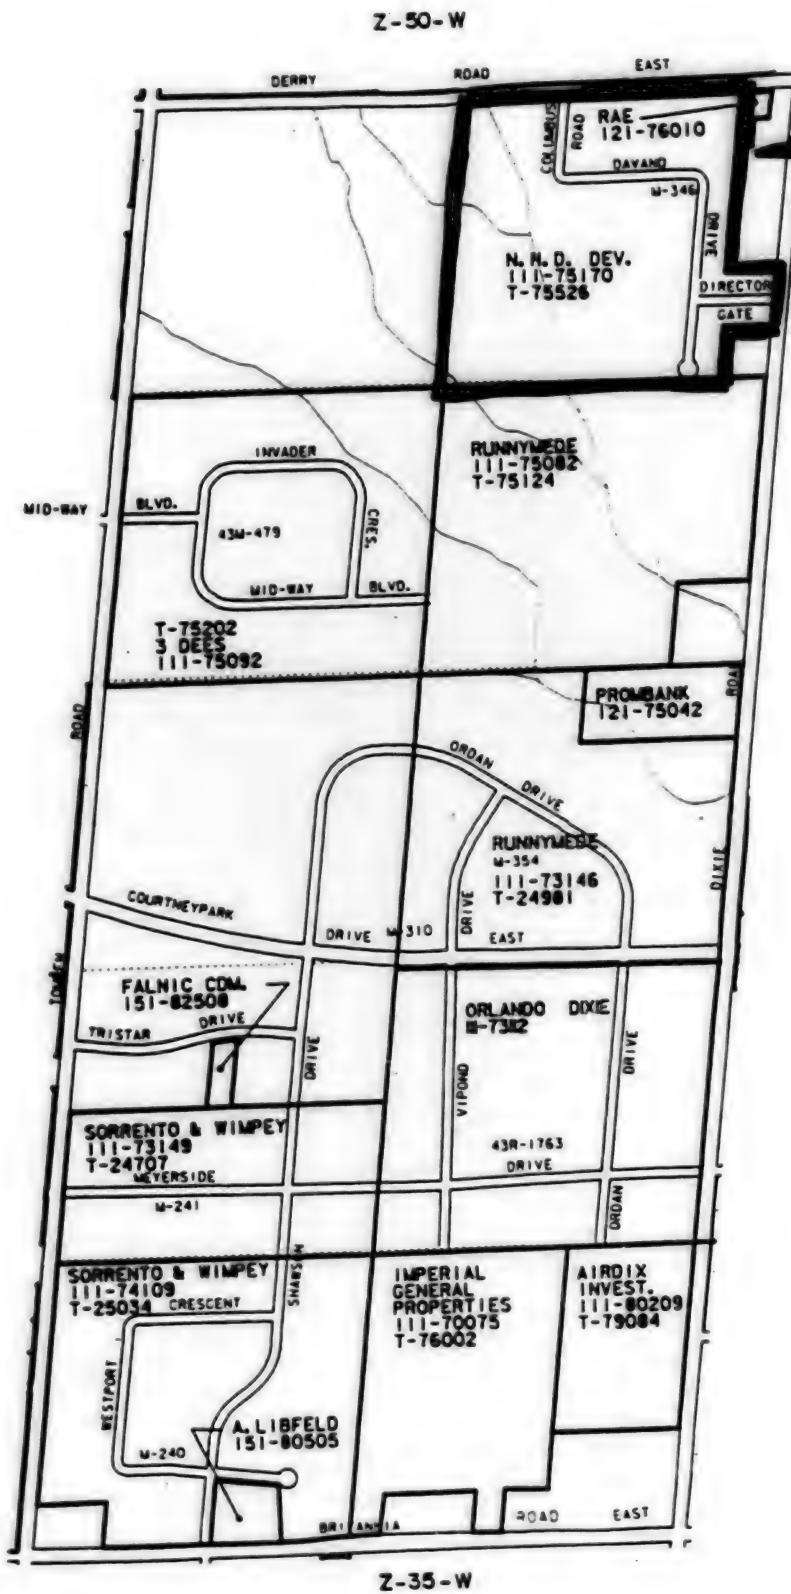 Z-50-W
DERRY ROAD EAST
COLUMBUS ROAD
RAE
121-76010
DAVAND
M-346
DRIVE
N.N.D. DEV.
111-75170
T-75526
DIRECTOR
GATE
INVADER
CRES.
RUNNYMEDE
111-75082
T-75124
MID-WAY BLVD.
43M-479
MID-WAY BLVD.
T-75202
3 DEES
111-75092
PROMBANK
121-75042
ROAD
ROAD
ORDAN DRIVE
RUNNYMEDE
M-354
111-73146
T-24981
DRIVE
DIXIE
COURTNEYPARK DRIVE M-310 EAST
TOMKEN
FALNIC COM.
151-82508
TRISTAR DRIVE
DRIVE
ORLANDO DIXIE
VIPOND
DRIVE
SORRENTO & WIMPEY
111-73149
T-24707
43R-1763
MEYERSIDE DRIVE
M-241
ORDAN
SHAWSON
SORRENTO & WIMPEY
111-74109
T-25034
CRESCENT
IMPERIAL
GENERAL
PROPERTIES
111-70075
T-76002
AIRDIX
INVEST.
111-80209
T-79084
WESTPORT
A. LIBFELD
151-80505
M-240
BRITANNIA ROAD EAST
Z-35-W